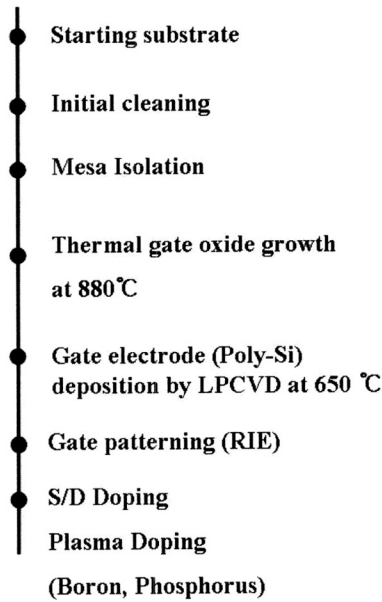 Starting substrate
Initial cleaning
Mesa Isolation
Thermal gate oxide growth
at 880℃
Gate electrode (Poly-Si)
deposition by LPCVD at 650 ℃
Gate patterning (RIE)
S/D Doping
Plasma Doping
(Boron, Phosphorus)